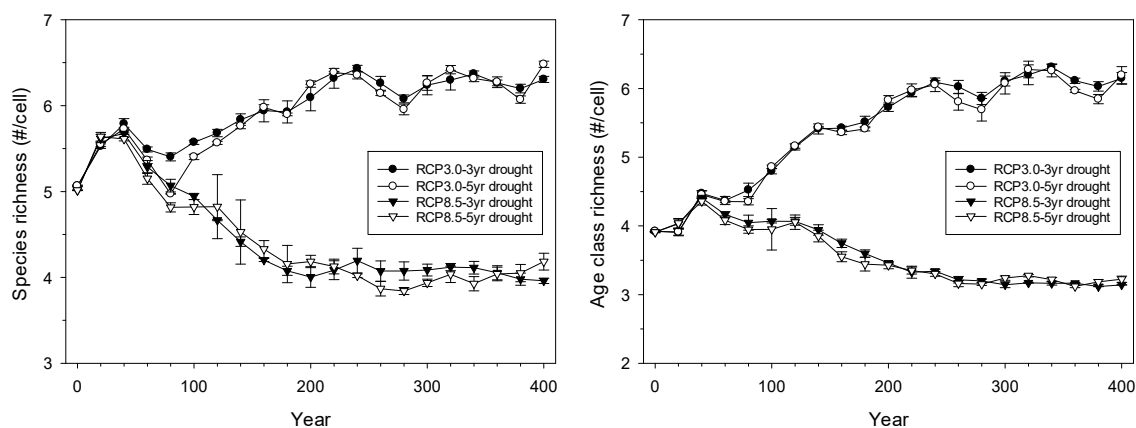 7
6
5
4
3
Species richness (#/cell)
0 100 200 300 400
Year
RCP3.0-3yr drought
RCP3.0-5yr drought
RCP8.5-3yr drought
RCP8.5-5yr drought
7
6
5
4
3
2
Age class richness (#/cell)
0 100 200 300 400
Year
RCP3.0-3yr drought
RCP3.0-5yr drought
RCP8.5-3yr drought
RCP8.5-5yr drought